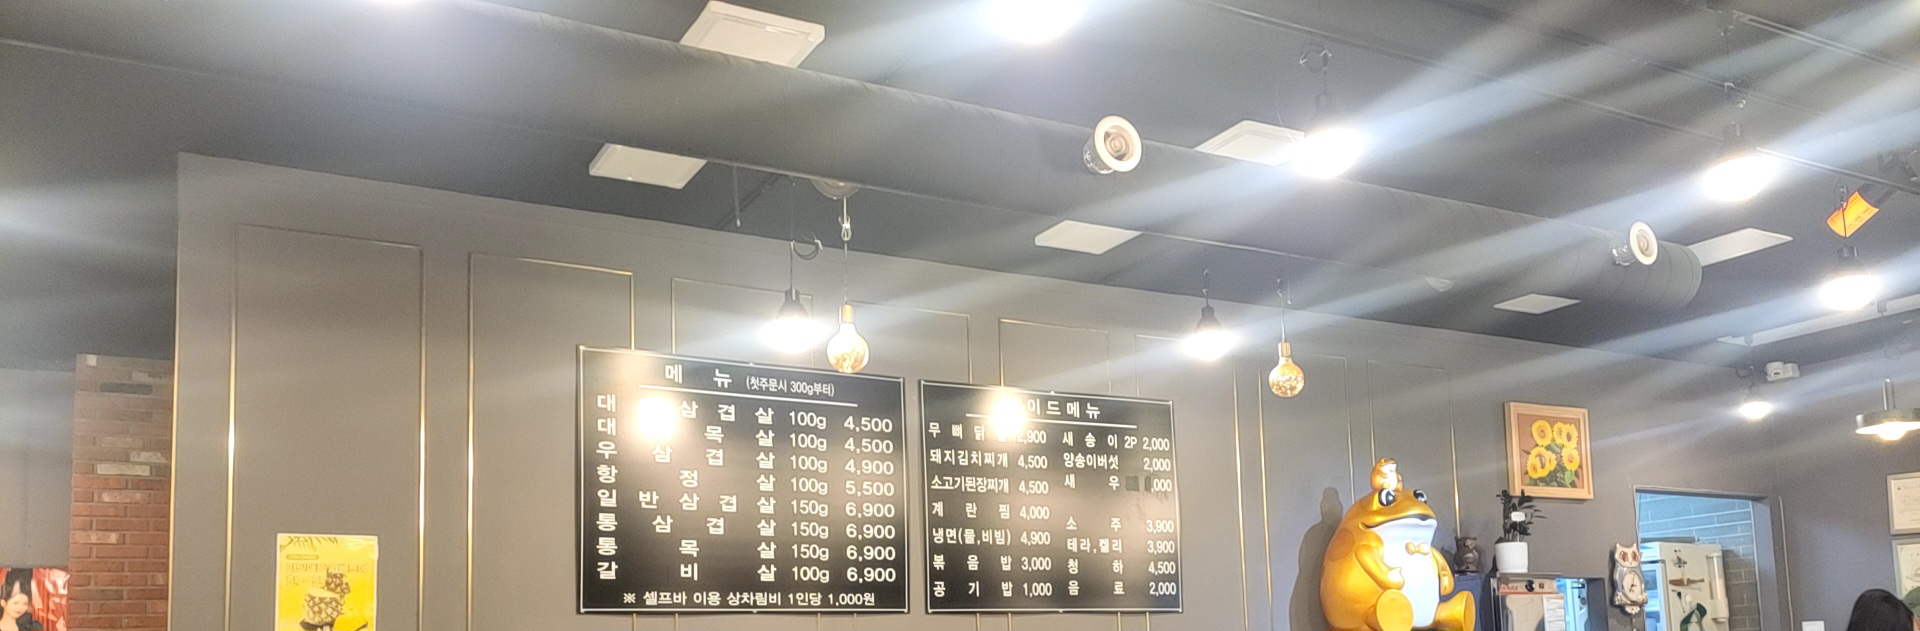 메 뉴 (첫주문시 300g부터)
대 삼 겹 살 100g 4,500
대 목 살 100g 4,500
우 삼 겹 살 100g 4,900
항 정 살 100g 5,500
일 반 삼 겹 살 150g 6,900
통 삼 겹 살 150g 6,900
통 목 살 150g 6,900
갈 비 살 100g 6,900
※ 셀프바 이용 상차림비 1인당 1,000원
이드메뉴
무 뼈 닭 2,900
돼지김치찌개 4,500
소고기된장찌개 4,500
계 란 찜 4,000
냉면(물,비빔) 4,900
볶 음 밥 3,000
공 기 밥 1,000
새 송 이 2P 2,000
양송이버섯 2,000
새 우 ,000
소 주 3,900
테라,켈리 3,900
청 하 4,500
음 료 2,000